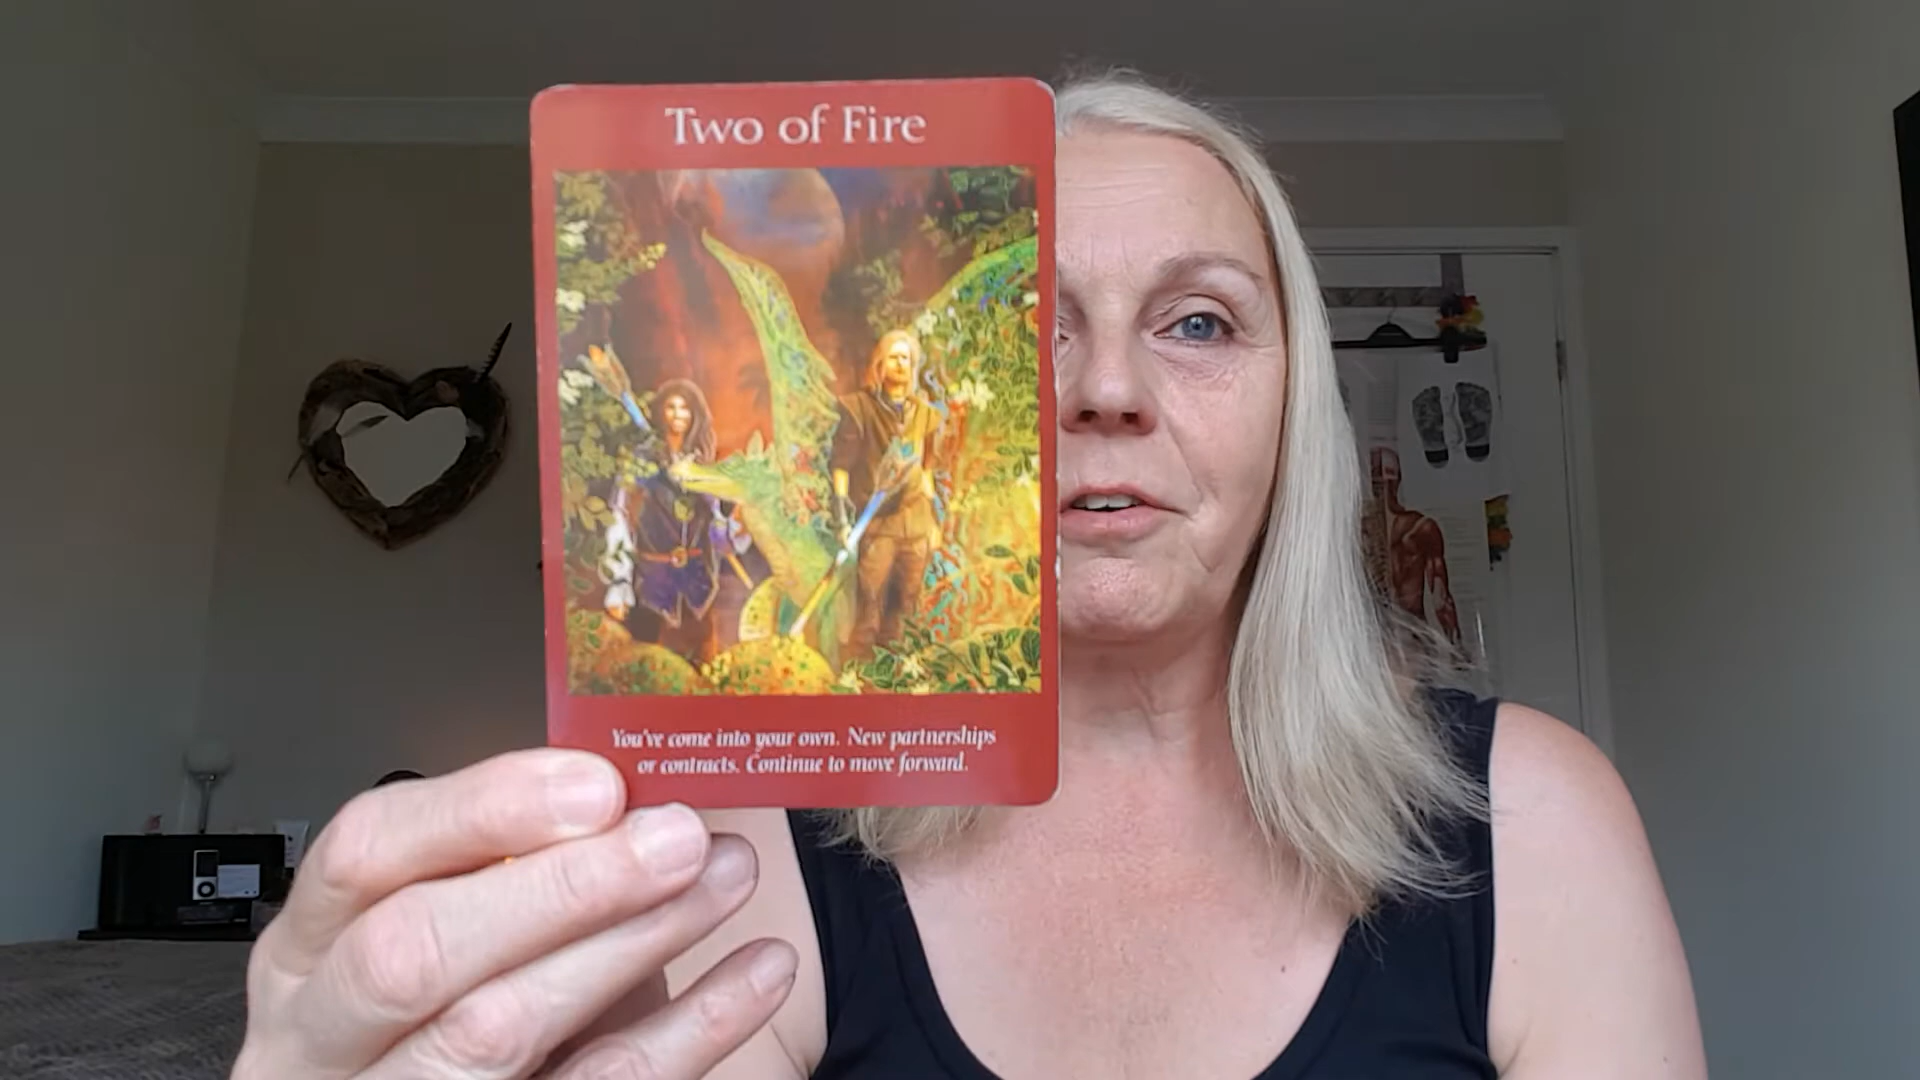 Two of Fire
You've come into your own. New partnerships
or contracts. Continue to move forward.